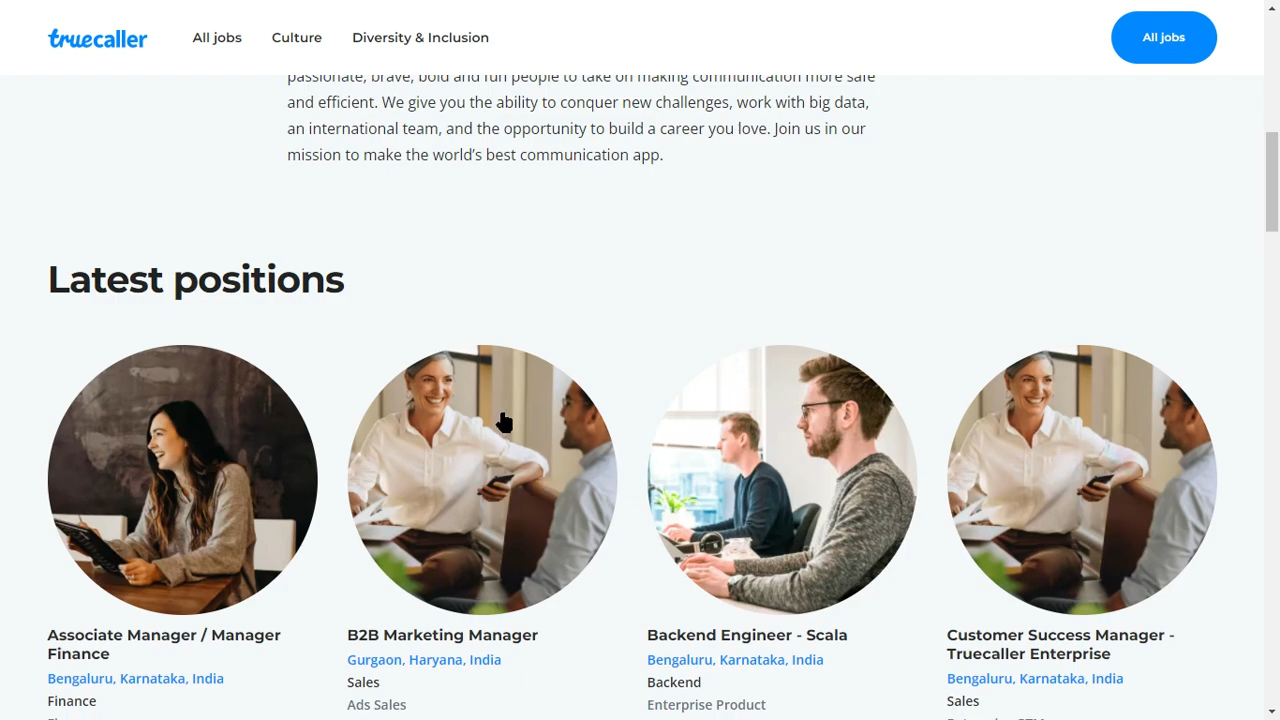 truecaller
All jobs
Culture
Diversity & Inclusion
All jobs
passionate, brave, bold and fun people to take on making communication more safe
and efficient. We give you the ability to conquer new challenges, work with big data,
an international team, and the opportunity to build a career you love. Join us in our
mission to make the world’s best communication app.
Latest positions
Associate Manager / Manager
Finance
Bengaluru, Karnataka, India
Finance
B2B Marketing Manager
Gurgaon, Haryana, India
Sales
Ads Sales
Backend Engineer - Scala
Bengaluru, Karnataka, India
Backend
Enterprise Product
Customer Success Manager -
Truecaller Enterprise
Bengaluru, Karnataka, India
Sales